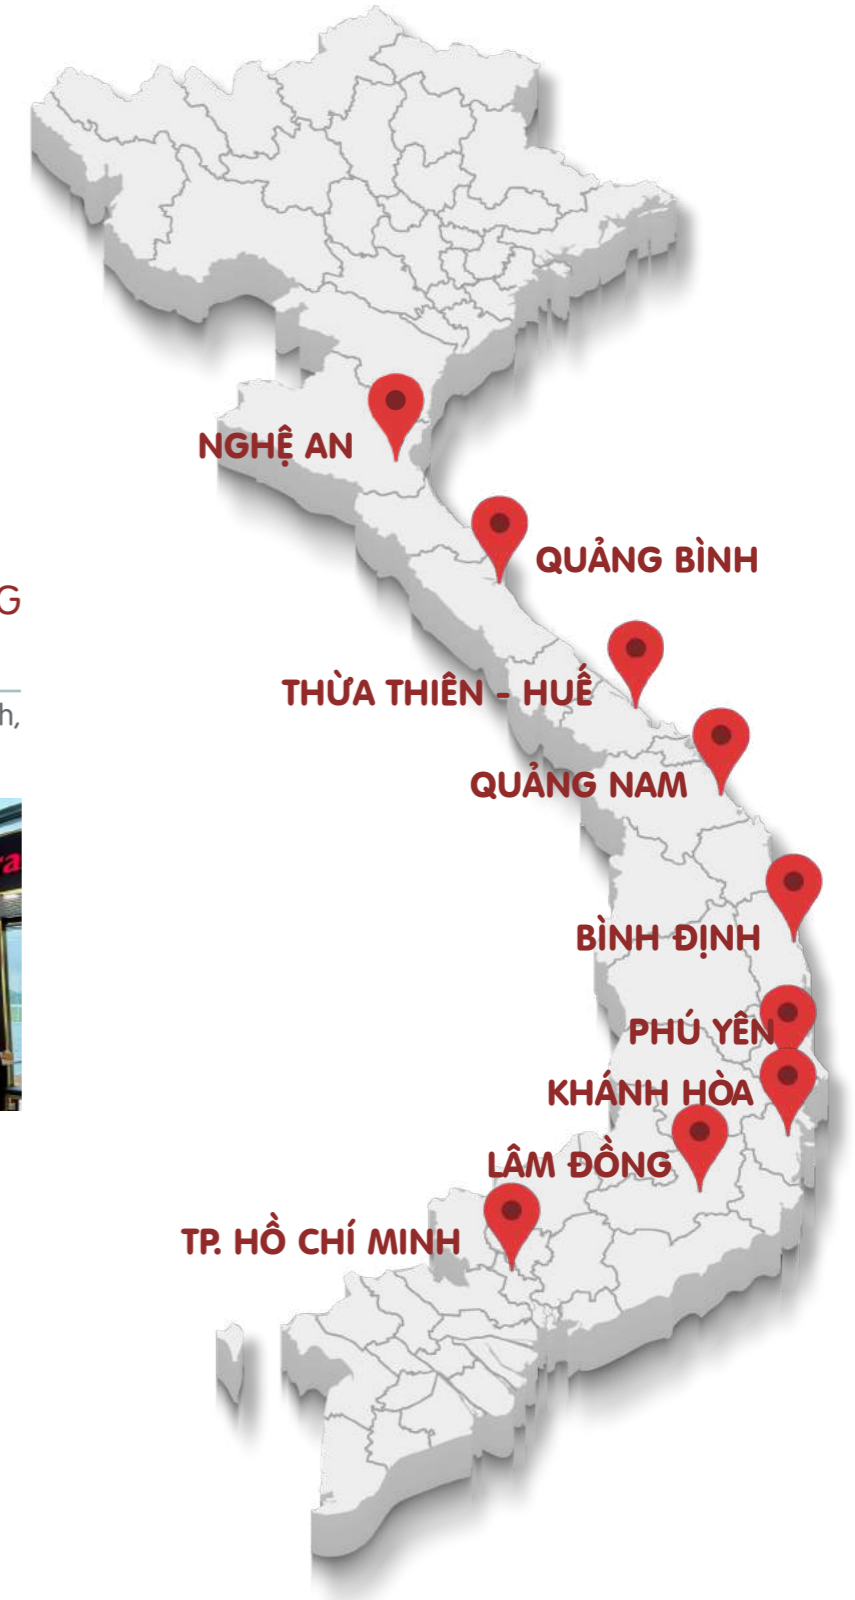 NGHỆ AN
QUẢNG BÌNH
G
THỪA THIÊN - HUẾ
h,
QUẢNG NAM
ra
BÌNH ĐỊNH
PHÚ YÊN
KHÁNH HÒA
LÂM ĐỒNG
TP. HỒ CHÍ MINH